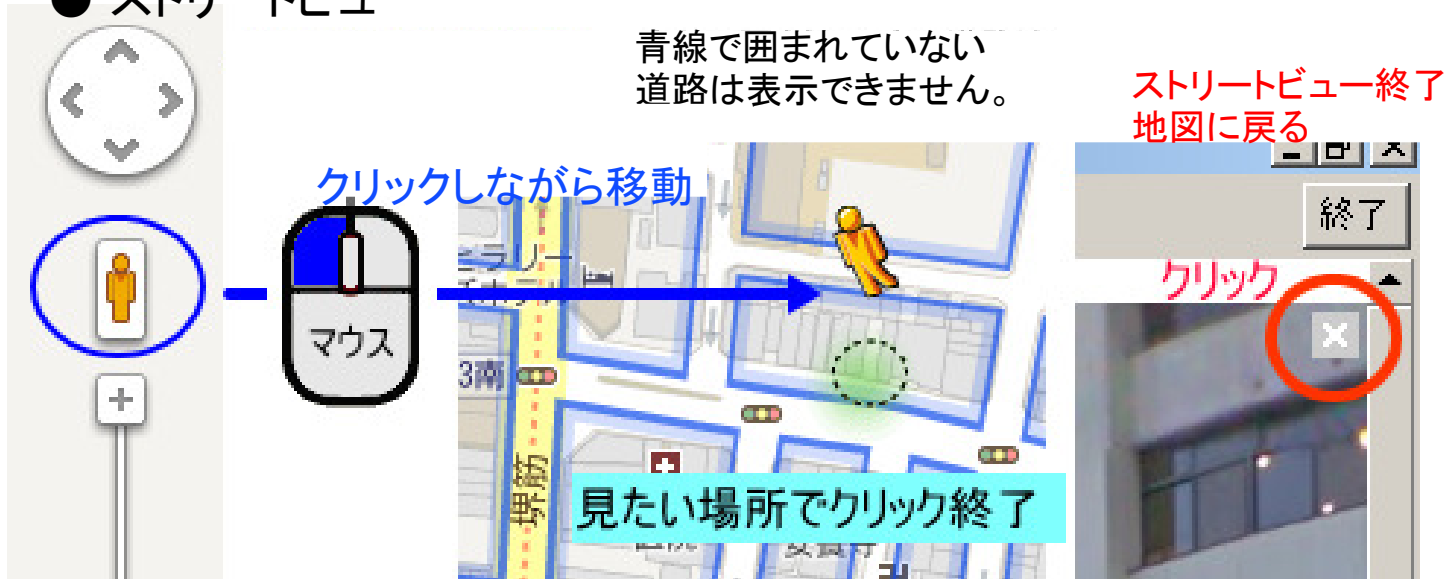 ● ストリートビュー
青線で囲まれていない
道路は表示できません。
ストリートビュー終了
地図に戻る
クリックしながら移動
終了
クリック
マウス
3南
堺筋
見たい場所でクリック終了